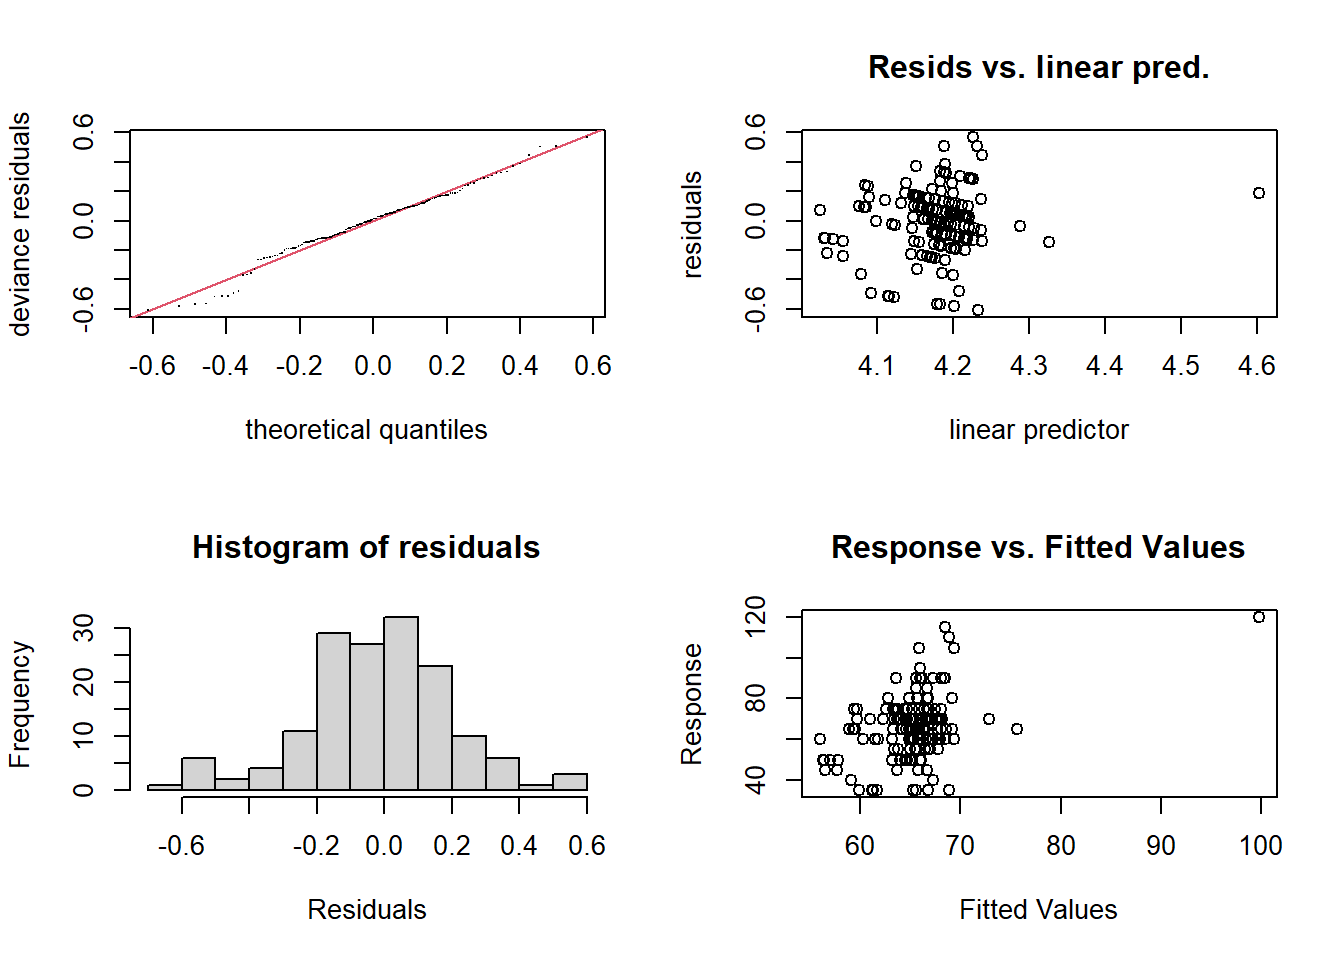 deviance residuals
-0.6 0.0 0.6
-0.6 -0.4 -0.2 0.0 0.2 0.4 0.6
theoretical quantiles
Resids vs. linear pred.
residuals
-0.6 0.0 0.6
4.1 4.2 4.3 4.4 4.5 4.6
linear predictor
Histogram of residuals
Frequency
0 10 20 30
-0.6 -0.2 0.0 0.2 0.4 0.6
Residuals
Response vs. Fitted Values
Response
40 80 120
60 70 80 90 100
Fitted Values